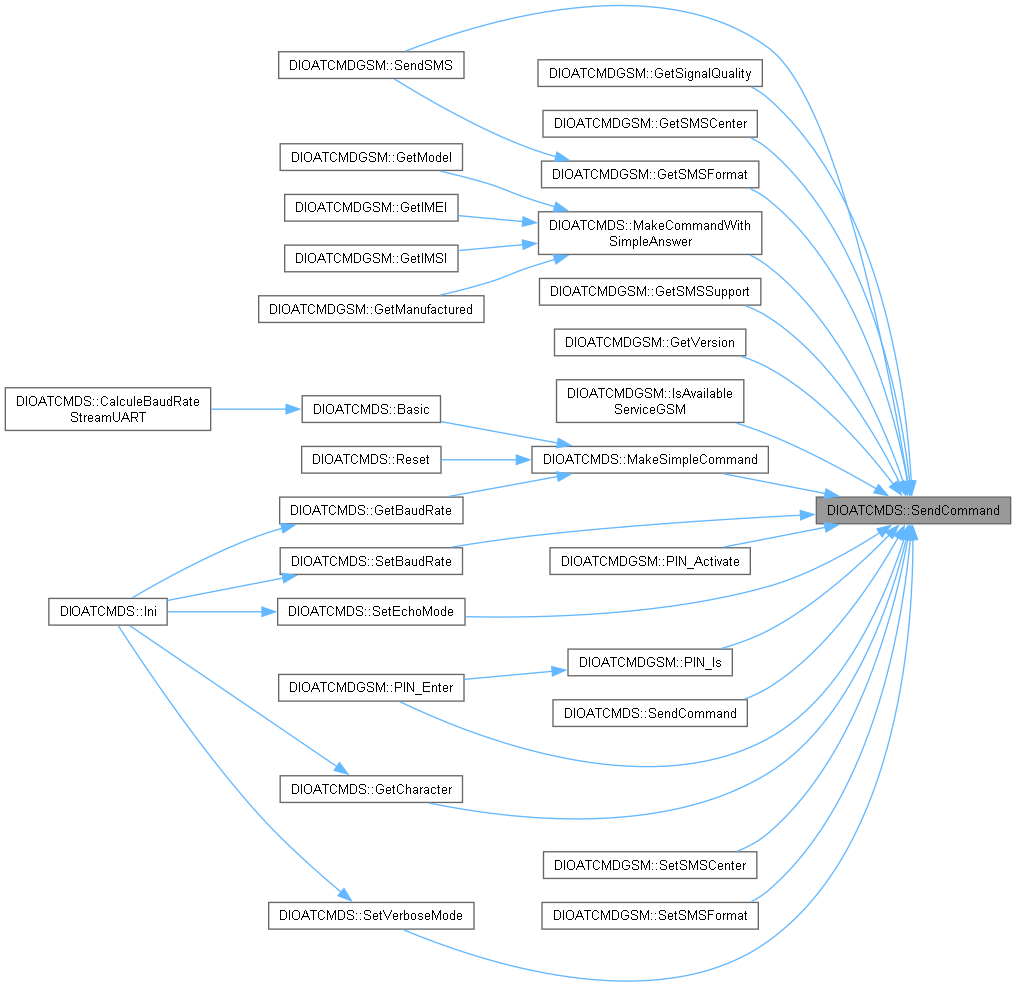 DIOATCMDGSM::SendSMS
DIOATCMDGSM::GetSignalQuality
DIOATCMDGSM::GetSMSCenter
DIOATCMDGSM::GetModel
DIOATCMDGSM::GetSMSFormat
DIOATCMDGSM::GetIMEI
DIOATCMDS::MakeCommandWith
SimpleAnswer
DIOATCMDGSM::GetIMSI
DIOATCMDGSM::GetManufactured
DIOATCMDGSM::GetSMSSupport
DIOATCMDGSM::GetVersion
DIOATCMDS::CalculeBaudRate
StreamUART
DIOATCMDS::Basic
DIOATCMDGSM::IsAvailable
ServiceGSM
DIOATCMDS::Reset
DIOATCMDS::MakeSimpleCommand
DIOATCMDS::GetBaudRate
DIOATCMDS::SendCommand
DIOATCMDS::SetBaudRate
DIOATCMDGSM::PIN_Activate
DIOATCMDS::Ini
DIOATCMDS::SetEchoMode
DIOATCMDGSM::PIN_Is
DIOATCMDGSM::PIN_Enter
DIOATCMDS::SendCommand
DIOATCMDS::GetCharacter
DIOATCMDGSM::SetSMSCenter
DIOATCMDS::SetVerboseMode
DIOATCMDGSM::SetSMSFormat